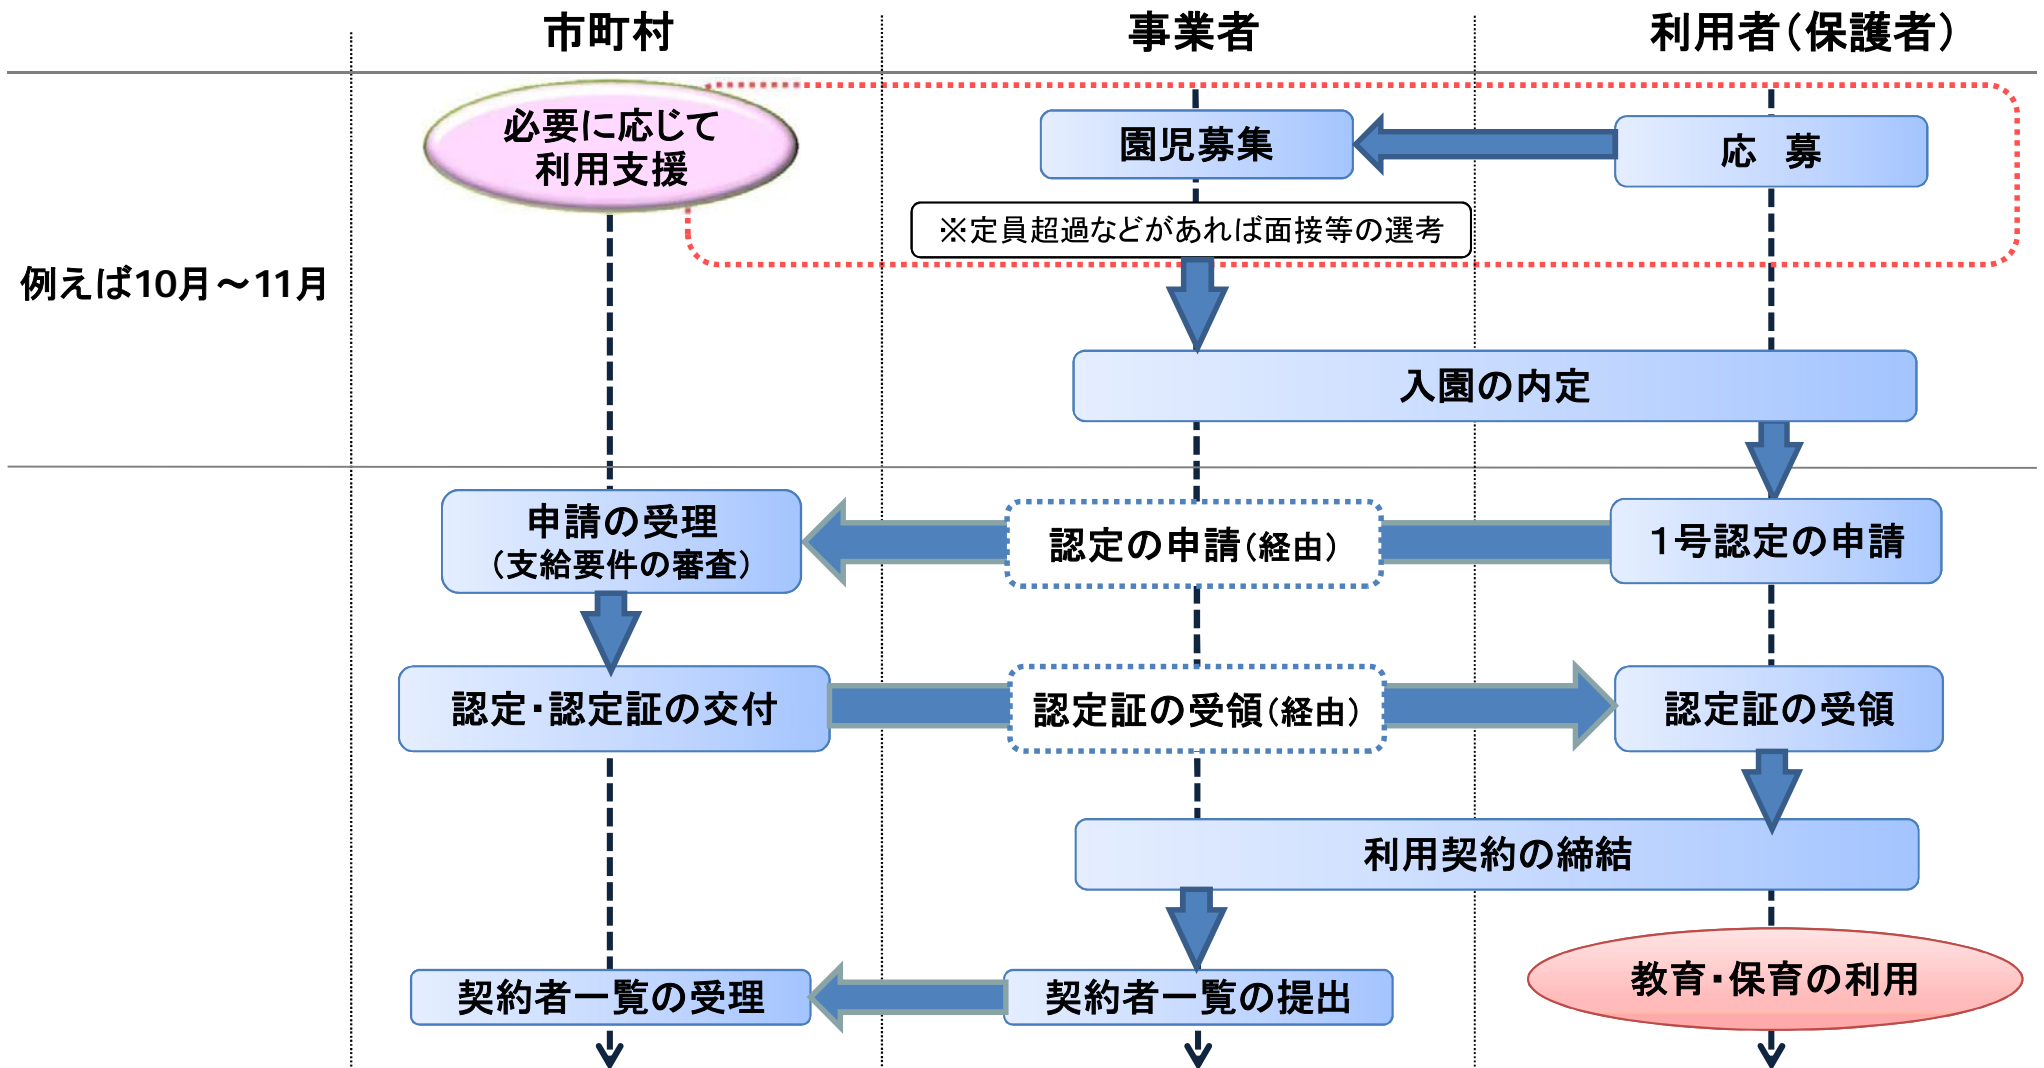 市町村
事業者
利用者(保護者)
必要に応じて
利用支援
園児募集
応　募
※定員超過などがあれば面接等の選考
例えば10月～11月
入園の内定
申請の受理
(支給要件の審査)
認定の申請(経由)
1号認定の申請
認定・認定証の交付
認定証の受領(経由)
認定証の受領
利用契約の締結
契約者一覧の受理
契約者一覧の提出
教育・保育の利用